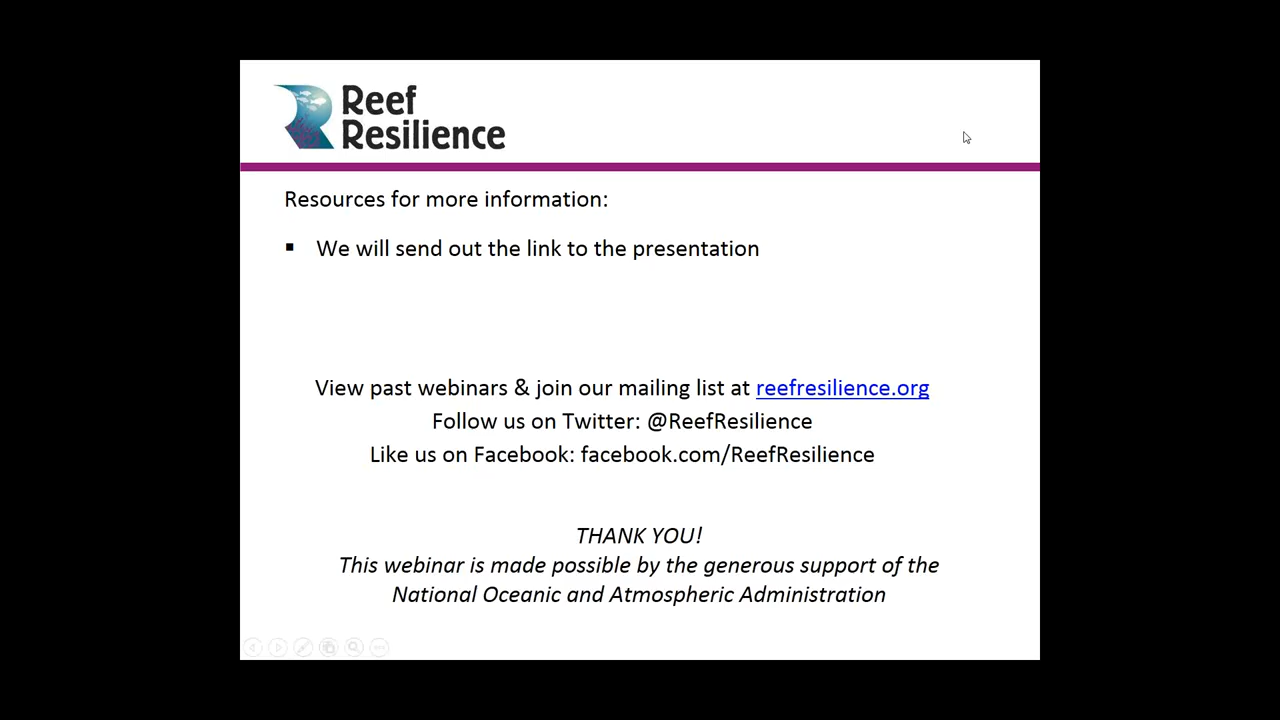 Reef
Resilience
Resources for more information:
▪ We will send out the link to the presentation
View past webinars & join our mailing list at reefresilience.org
Follow us on Twitter: @ReefResilience
Like us on Facebook: facebook.com/ReefResilience
THANK YOU!
This webinar is made possible by the generous support of the
National Oceanic and Atmospheric Administration